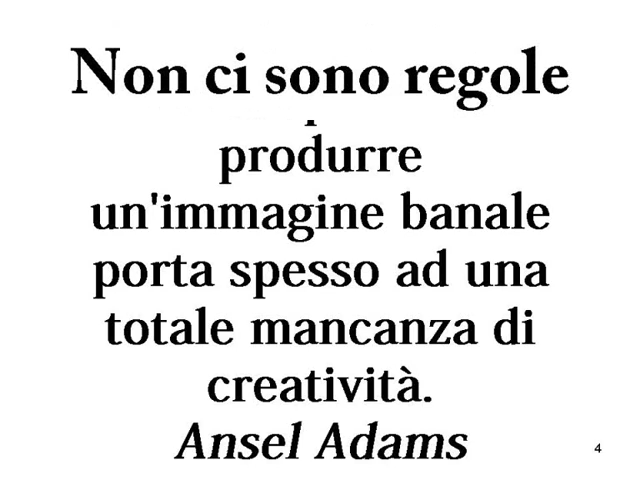 Non ci sono regole
produrre
un'immagine banale
porta spesso ad una
totale mancanza di
creatività.
Ansel Adams
4